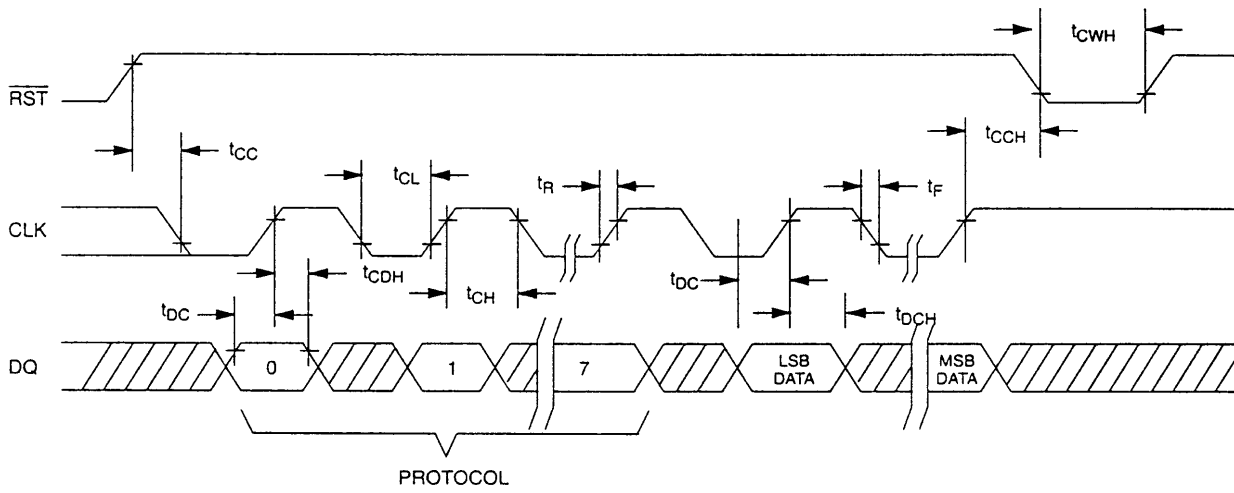 tCWH
RST
tCCH
tCC
tCL
tR
tF
CLK
tCDH
tCH
tDC
tDC
tDCH
DQ
0
1
7
LSB
DATA
MSB
DATA
PROTOCOL